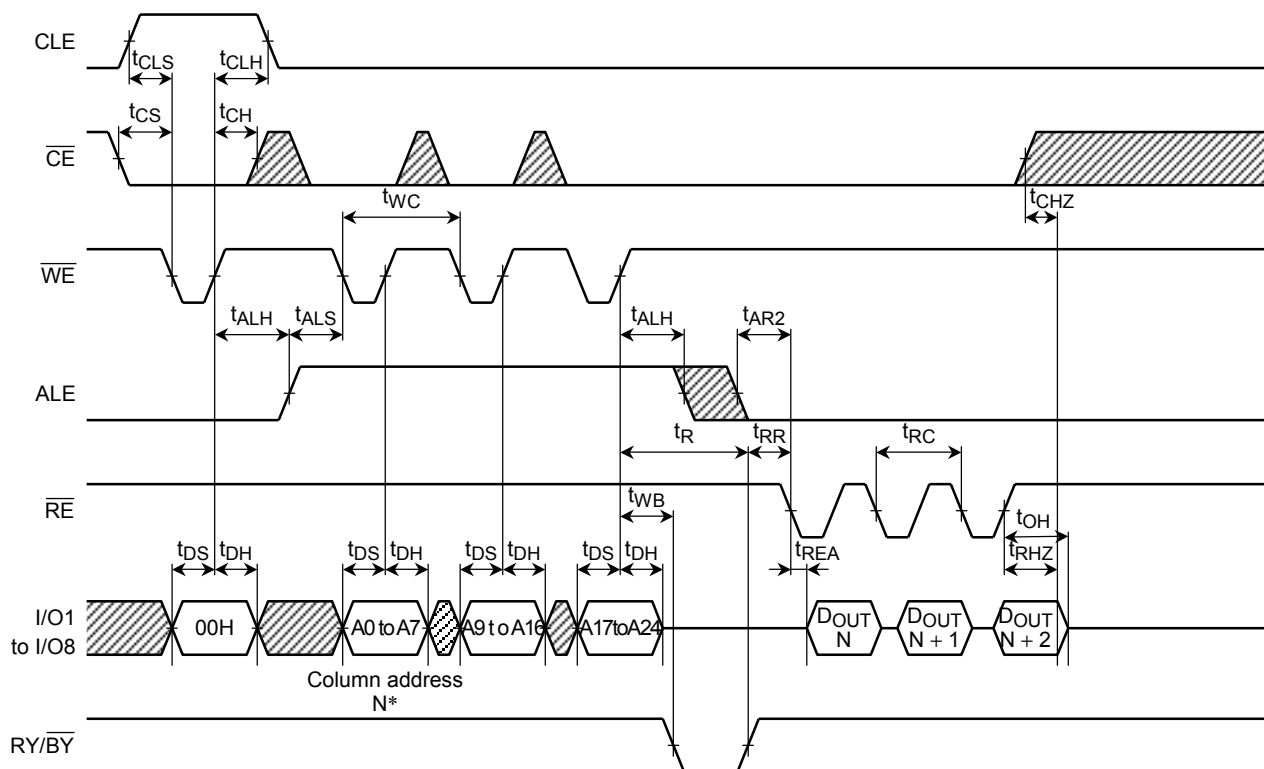 CLE
tCLS
tCLH
tCS
tCH
CE
tCHZ
tWC
WE
tALH
tALS
tALH
tAR2
ALE
tR
tRR
tRC
RE
tWB
tOH
tDS
tDH
tDS
tDH
tDS
tDH
tDS
tDH
tREA
tRHZ
I/O1
to I/O8
00H
A0 to A7
A9 to A16
A17 to A24
DOUT
N
DOUT
N + 1
DOUT
N + 2
Column address
N*
RY/BY